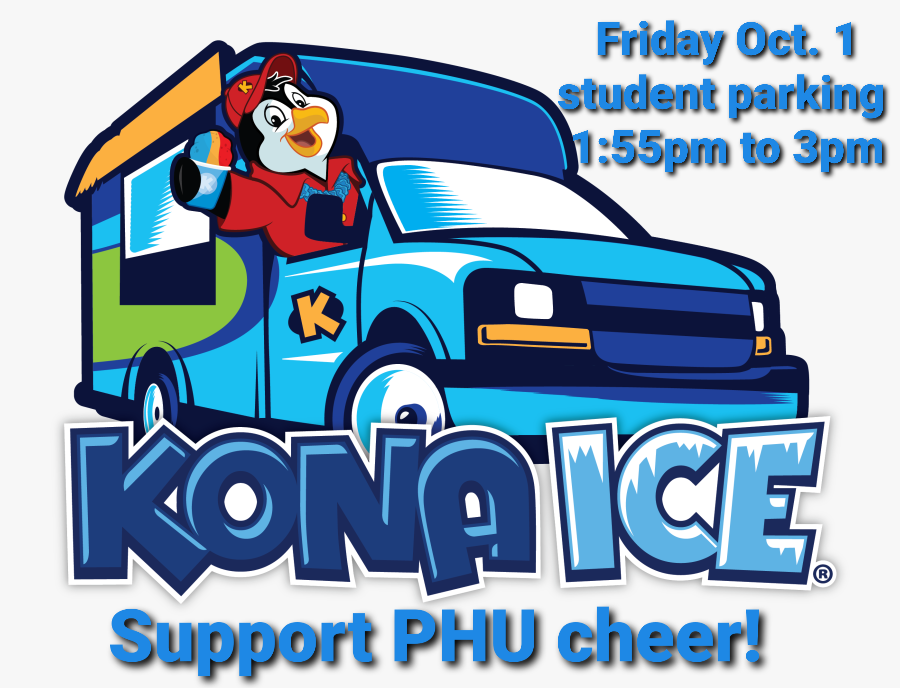 Friday Oct. 1
student parking
1:55pm to 3pm
K
K
KONA ICE®
Support PHU cheer!